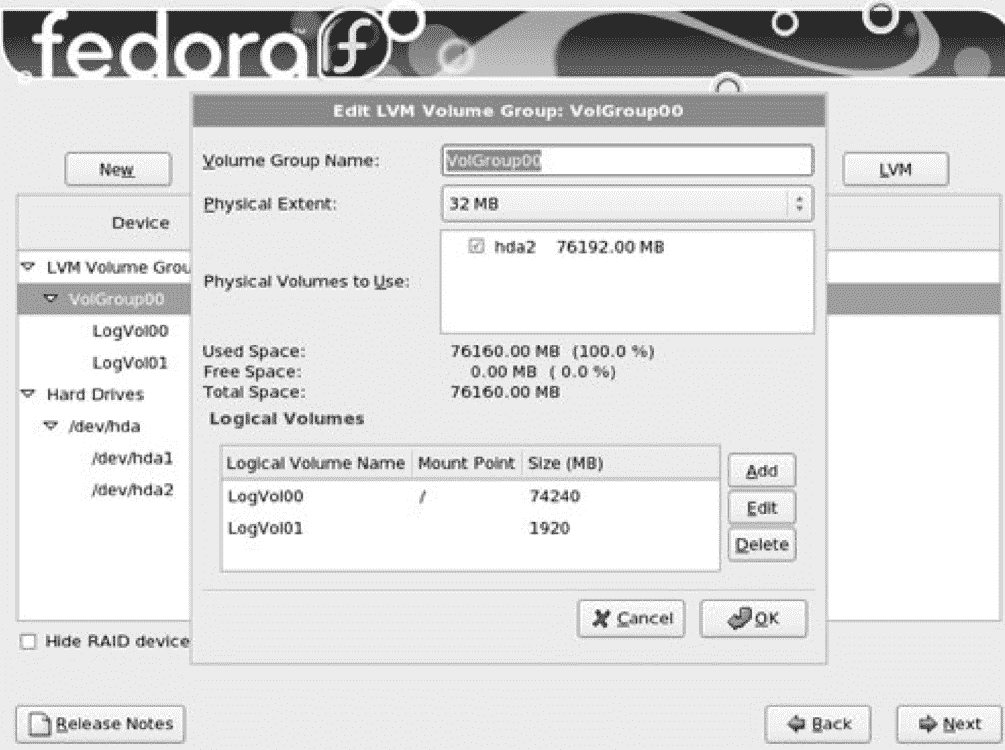 fedora f
Edit LVM Volume Group: VolGroup00
New
LVM
Device
LVM Volume Grou
VolGroup00
LogVol00
LogVol01
Hard Drives
/dev/hda
/dev/hda1
/dev/hda2
Hide RAID device
Volume Group Name: VolGroup00
Physical Extent: 32 MB
Physical Volumes to Use: hda2 76192.00 MB
Used Space: 76160.00 MB (100.0 %)
Free Space: 0.00 MB ( 0.0 %)
Total Space: 76160.00 MB
Logical Volumes
Logical Volume Name Mount Point Size (MB)
LogVol00 / 74240
LogVol01 1920
Add
Edit
Delete
Cancel OK
Release Notes Back Next